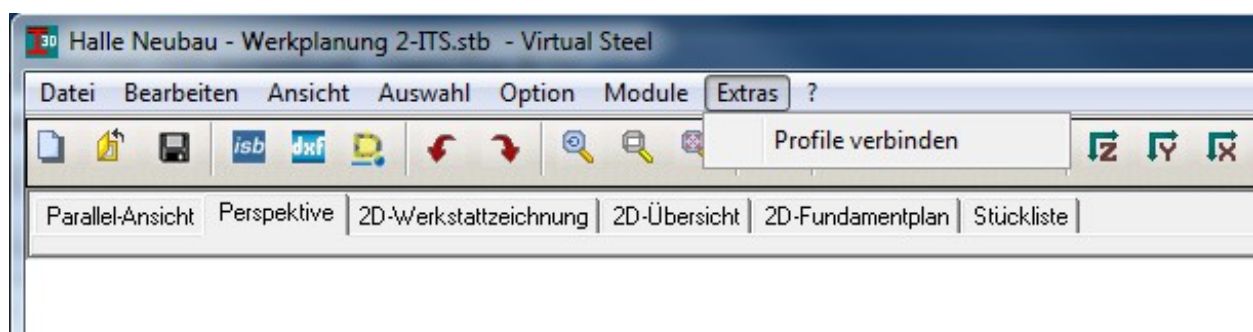 3D Halle Neubau - Werkplanung 2-ITS.stb - Virtual Steel
Datei Bearbeiten Ansicht Auswahl Option Module Extras ?
isb dxf Profile verbinden Z Y X
Parallel-Ansicht Perspektive 2D-Werkstattzeichnung 2D-Übersicht 2D-Fundamentplan Stückliste